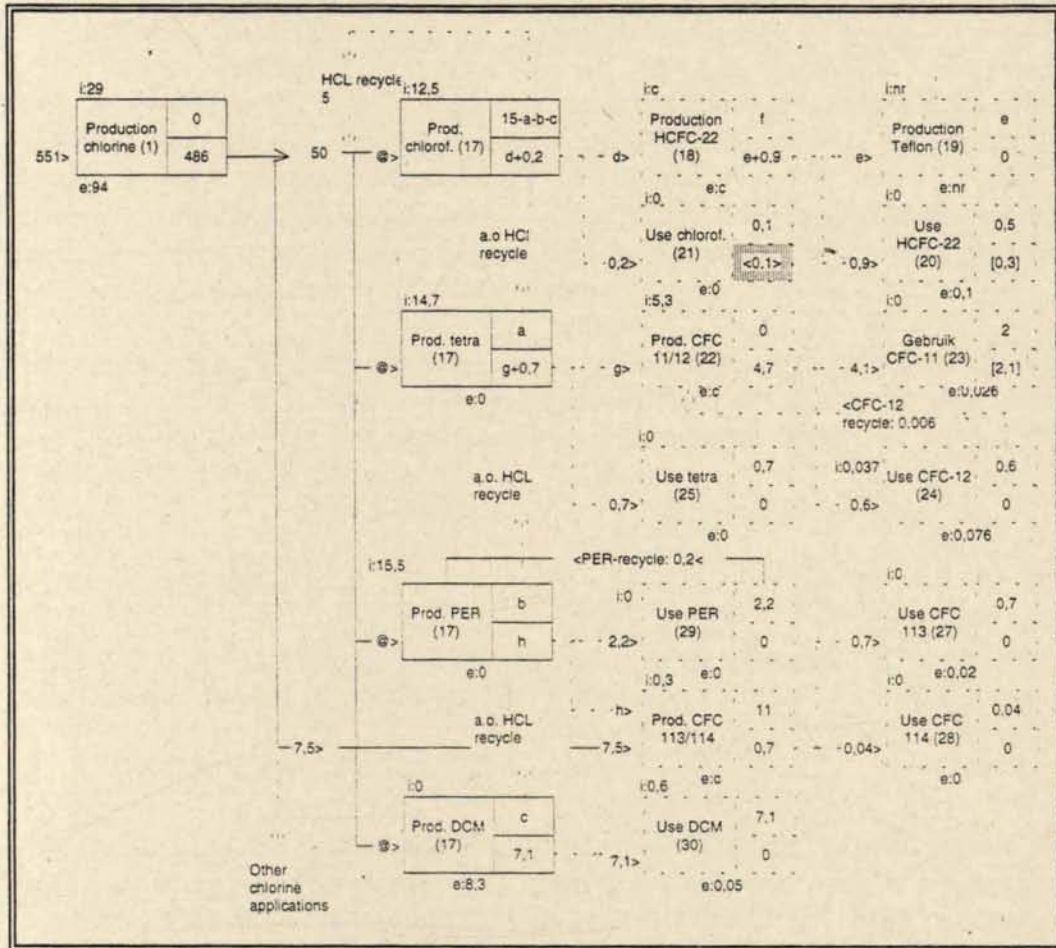 i:29
551>
Production
chlorine (1)
0
486
e:94
HCL recycle
5
50
i:12,5
@>
Prod.
chlorof. (17)
15-a-b-c
d+0,2
i:c
d>
Production
HCFC-22
(18)
f
e+0,9
e:c
i:nr
e>
Production
Teflon (19)
e
0
e:nr
a.o HCl
recycle
i:0
0,2>
Use chlorof.
(21)
0,1
<0,1>
e:0
i:0
0,9>
Use
HCFC-22
(20)
0,5
[0,3]
e:0,1
i:14,7
@>
Prod. tetra
(17)
a
g+0,7
e:0
i:5,3
g>
Prod. CFC
11/12 (22)
0
4,7
e:c
i:0
4,1>
Gebruik
CFC-11 (23)
2
[2,1]
e:0,026
<CFC-12
recycle: 0.006
a.o. HCL
recycle
i:0
0,7>
Use tetra
(25)
0,7
0
e:0
i:0,037
0,6>
Use CFC-12
(24)
0,6
0
e:0,076
<PER-recycle: 0,2<
i:15,5
@>
Prod. PER
(17)
b
h
e:0
i:0
2,2>
Use PER
(29)
2,2
0
e:0
i:0
0,7>
Use CFC
113 (27)
0,7
0
e:0,02
a.o. HCL
recycle
7,5>
i:0,3
h>
7,5>
Prod. CFC
113/114
11
0,7
e:c
i:0
0,04>
Use CFC
114 (28)
0.04
0
e:0
i:0
@>
Prod. DCM
(17)
c
7,1
e:8,3
i:0,6
7,1>
Use DCM
(30)
7,1
0
e:0,05
Other
chlorine
applications